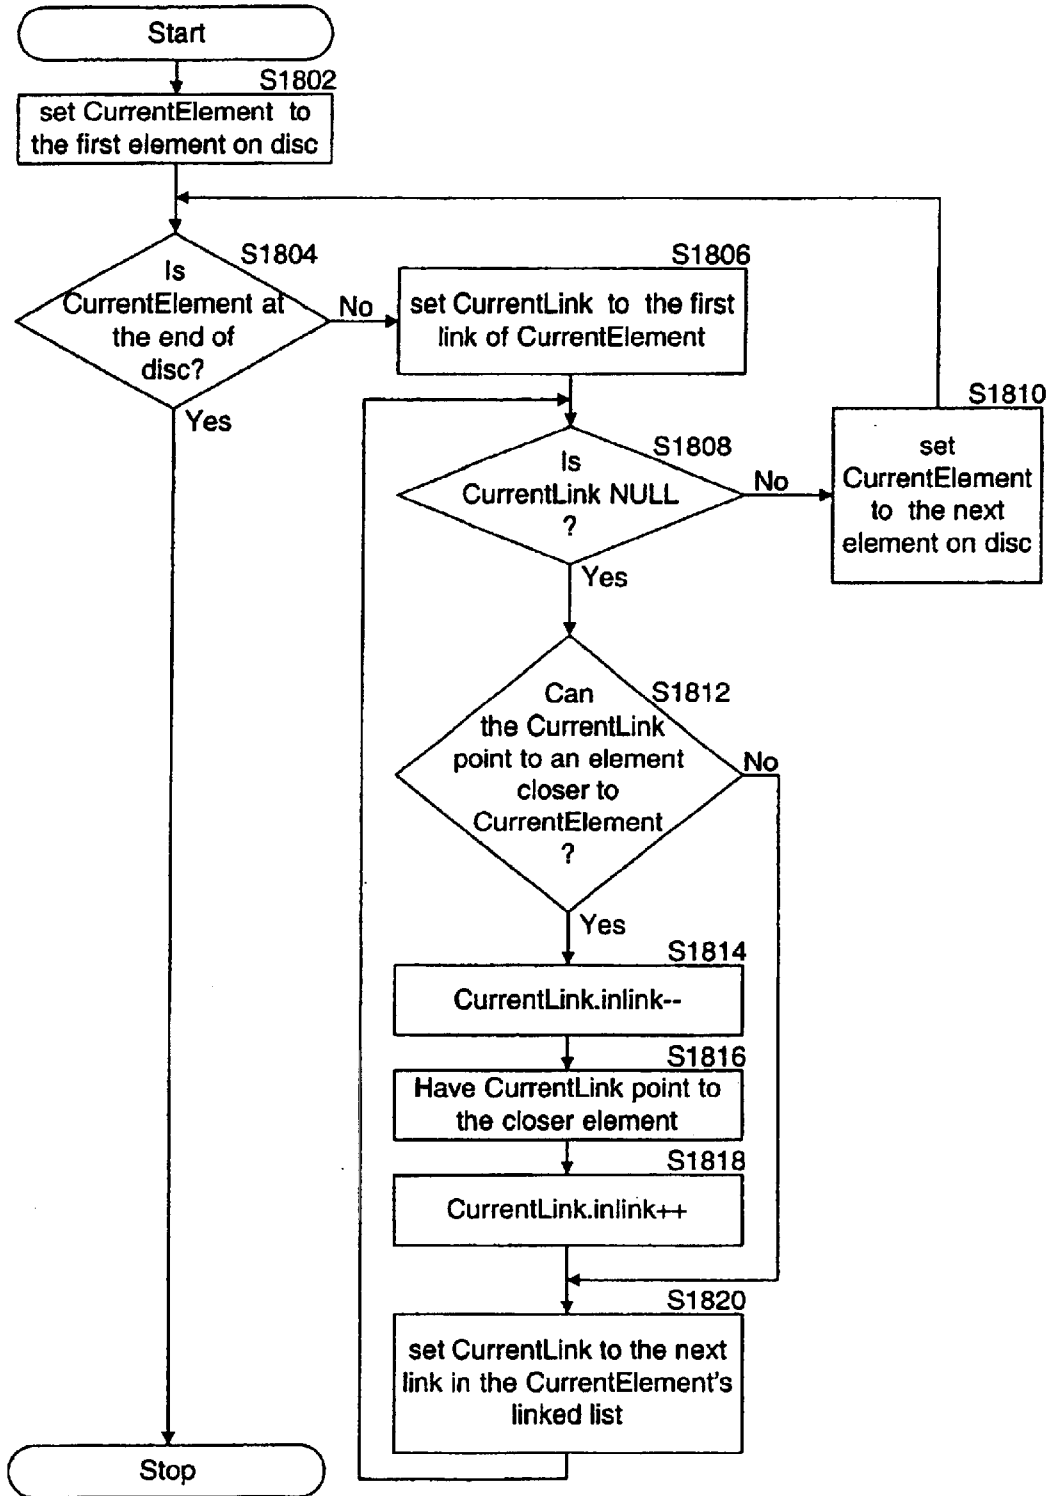 Start
S1802
set CurrentElement to
the first element on disc
S1804
Is
CurrentElement at
the end of
disc?
No
Yes
S1806
set CurrentLink to the first
link of CurrentElement
S1808
Is
CurrentLink NULL
?
No
Yes
S1810
set
CurrentElement
to the next
element on disc
S1812
Can
the CurrentLink
point to an element
closer to
CurrentElement
?
No
Yes
S1814
CurrentLink.inlink--
S1816
Have CurrentLink point to
the closer element
S1818
CurrentLink.inlink++
S1820
set CurrentLink to the next
link in the CurrentElement's
linked list
Stop